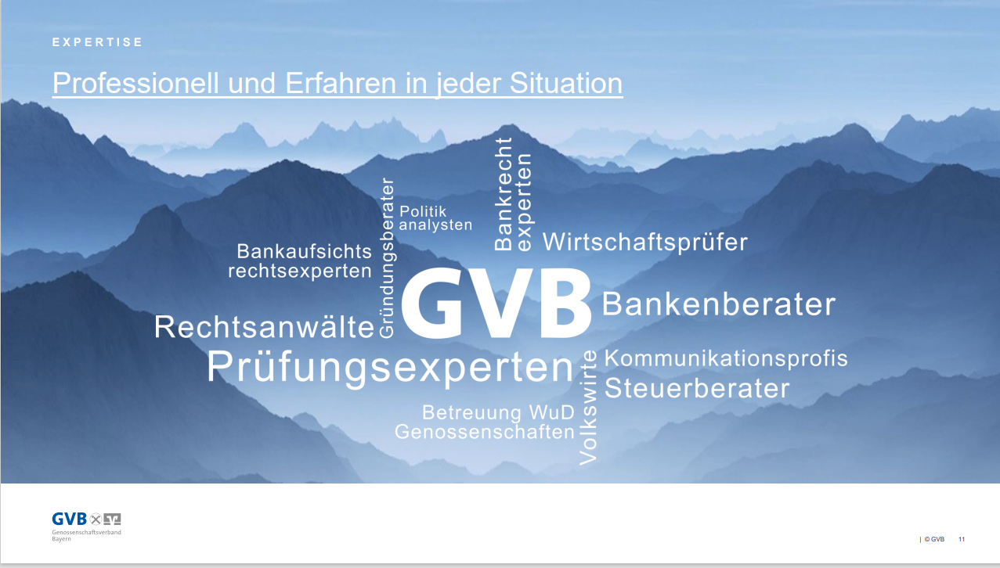 EXPERTISE
Professionell und Erfahren in jeder Situation
Bankrecht
experten
Gründungsberater
Politik
analysten
Wirtschaftsprüfer
Bankaufsichts
rechtsexperten
GVB
Bankenberater
Rechtsanwälte
Prüfungsexperten
Volkswirte
Kommunikationsprofis
Steuerberater
Betreuung WuD
Genossenschaften
GVB
Genossenschaftsverband
Bayern
| © GVB 11